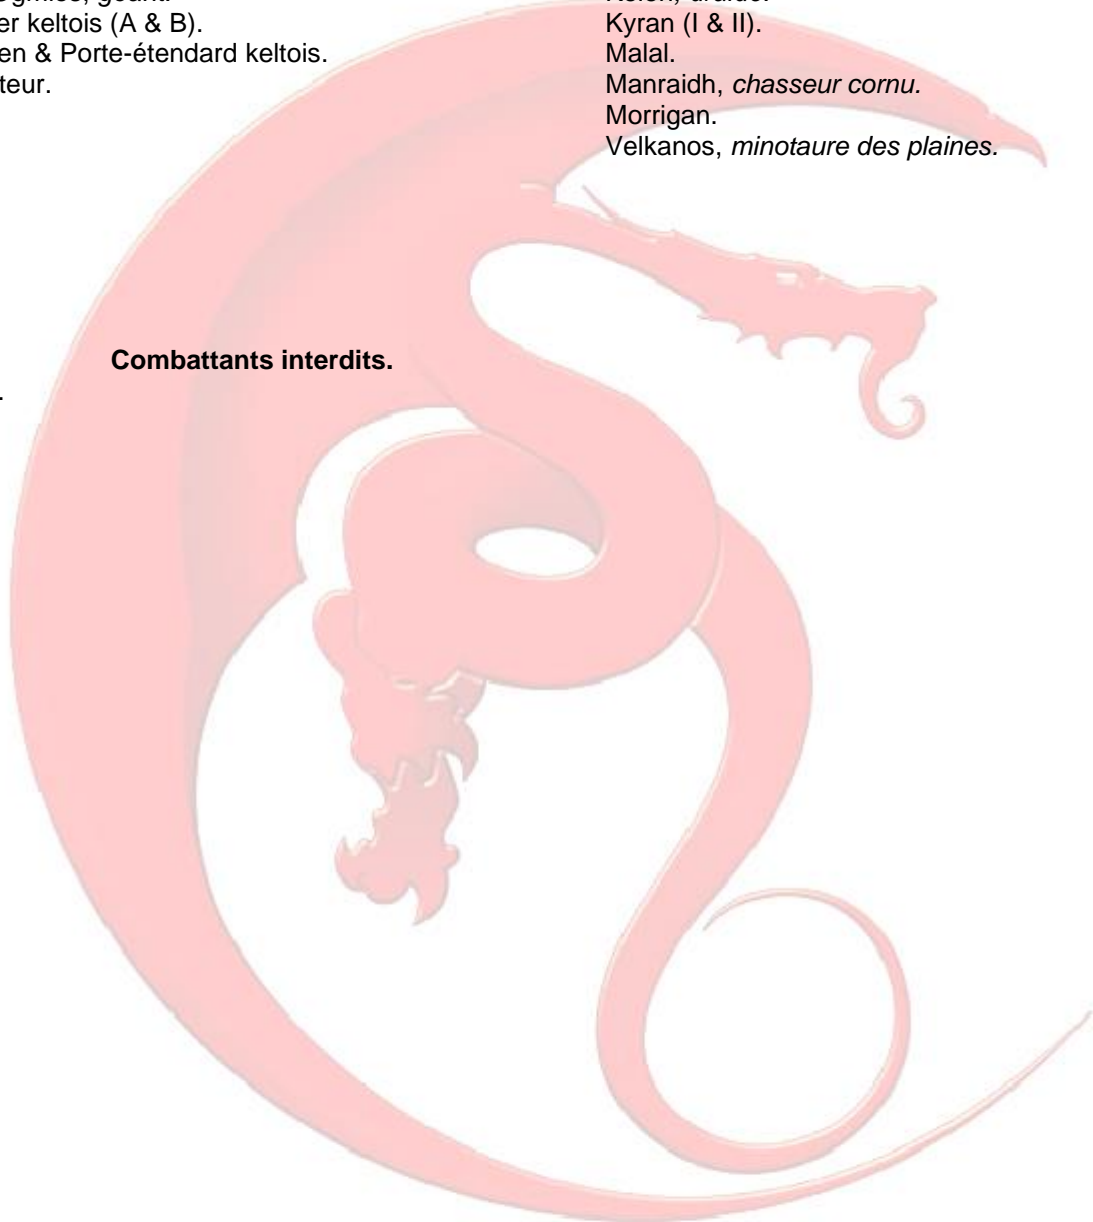 er keltois (A & B).
en & Porte-étendard keltois.
teur.
Kyran (I & II).
Malal.
Manraidh, chasseur cornu.
Morrigan.
Velkanos, minotaure des plaines.
Combattants interdits.
.